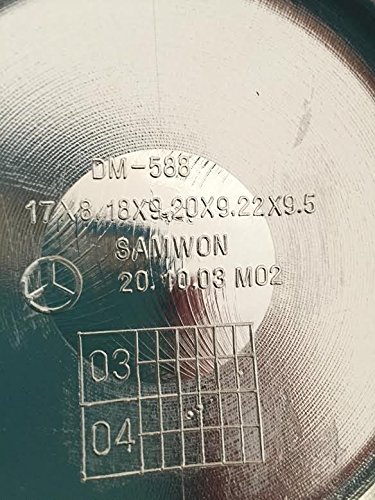 DM-588
17X8.18X9.20X9.22X9.5
SAMWON
20.10.03 M02
03
04